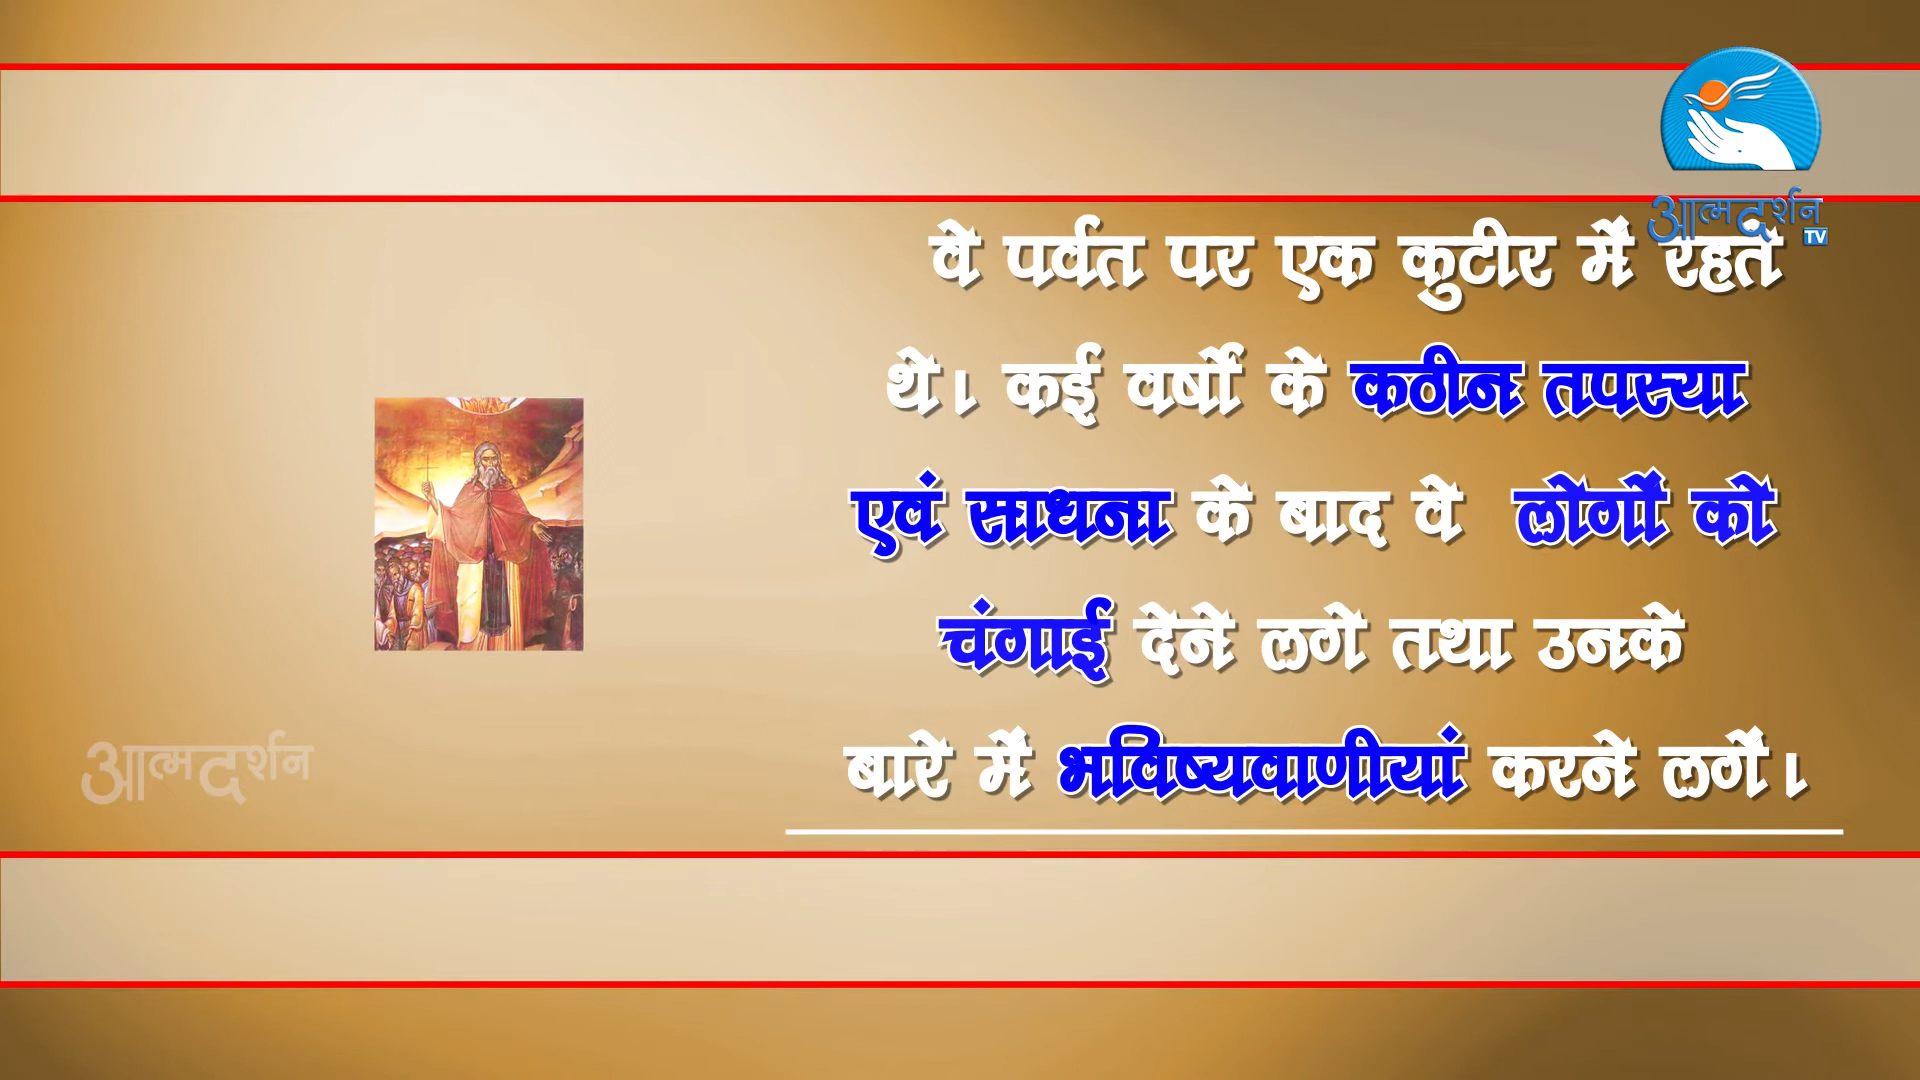 आत्मदर्शन
TV
वे पर्वत पर एक कुटीर में रहते
थे। कई वर्षों के कठीन तपस्या
एवं साधना के बाद वे लोगों को
चंगाई देने लगे तथा उनके
बारे में भविष्यवाणीयां करने लगें।
आत्मदर्शन